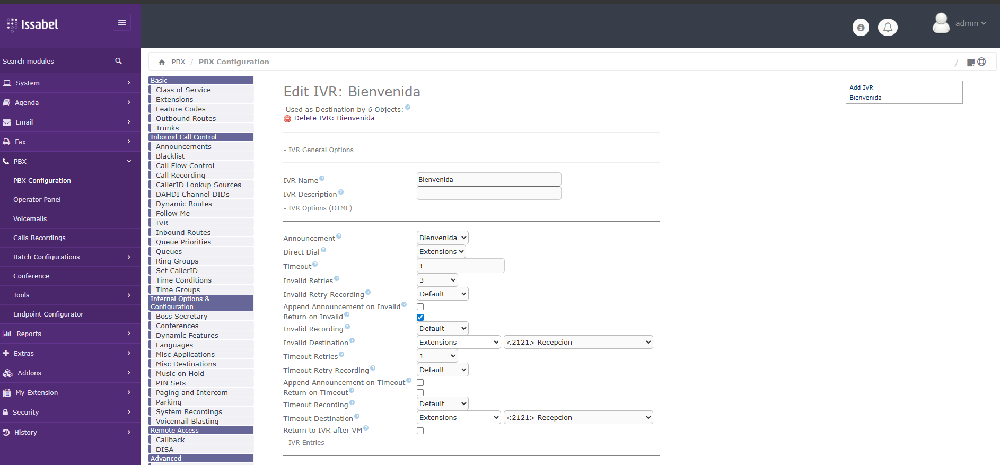 Issabel
admin
Search modules
System
Agenda
Email
Fax
PBX
PBX Configuration
Operator Panel
Voicemails
Calls Recordings
Batch Configurations
Conference
Tools
Endpoint Configurator
Reports
Extras
Addons
My Extension
Security
History
PBX / PBX Configuration
/
Basic
Class of Service
Extensions
Feature Codes
Outbound Routes
Trunks
Inbound Call Control
Announcements
Blacklist
Call Flow Control
Call Recording
CallerID Lookup Sources
DAHDI Channel DIDs
Dynamic Routes
Follow Me
IVR
Inbound Routes
Queue Priorities
Queues
Ring Groups
Set CallerID
Time Conditions
Time Groups
Internal Options &
Configuration
Boss Secretary
Conferences
Dynamic Features
Languages
Misc Applications
Misc Destinations
Music on Hold
PIN Sets
Paging and Intercom
Parking
System Recordings
Voicemail Blasting
Remote Access
Callback
DISA
Advanced
Edit IVR: Bienvenida
Used as Destination by 6 Objects:
Delete IVR: Bienvenida
- IVR General Options
IVR Name Bienvenida
IVR Description
- IVR Options (DTMF)
Announcement Bienvenida
Direct Dial Extensions
Timeout 3
Invalid Retries 3
Invalid Retry Recording Default
Append Announcement on Invalid
Return on Invalid
Invalid Recording Default
Invalid Destination Extensions <2121> Recepcion
Timeout Retries 1
Timeout Retry Recording Default
Append Announcement on Timeout
Return on Timeout
Timeout Recording Default
Timeout Destination Extensions <2121> Recepcion
Return to IVR after VM
- IVR Entries
Add IVR
Bienvenida